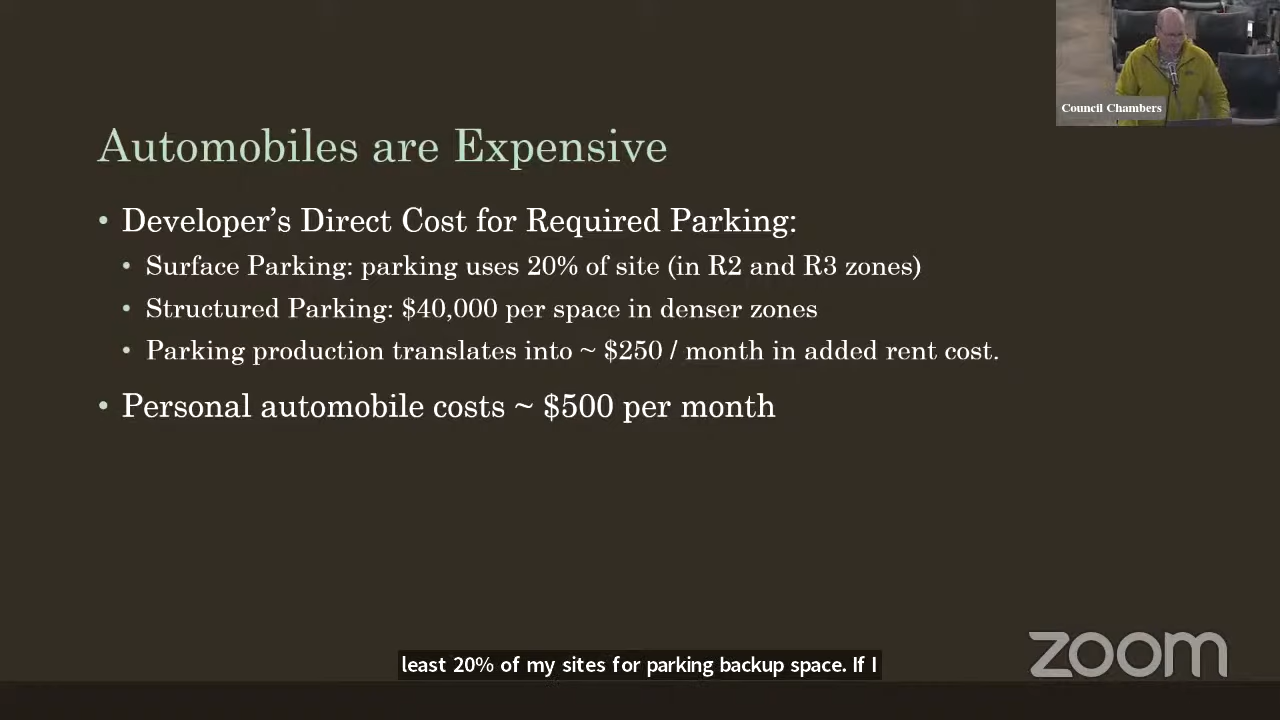 Council Chambers
Automobiles are Expensive
• Developer's Direct Cost for Required Parking:
• Surface Parking: parking uses 20% of site (in R2 and R3 zones)
• Structured Parking: $40,000 per space in denser zones
• Parking production translates into ~ $250 / month in added rent cost.
• Personal automobile costs ~ $500 per month
least 20% of my sites for parking backup space. If I
zoom